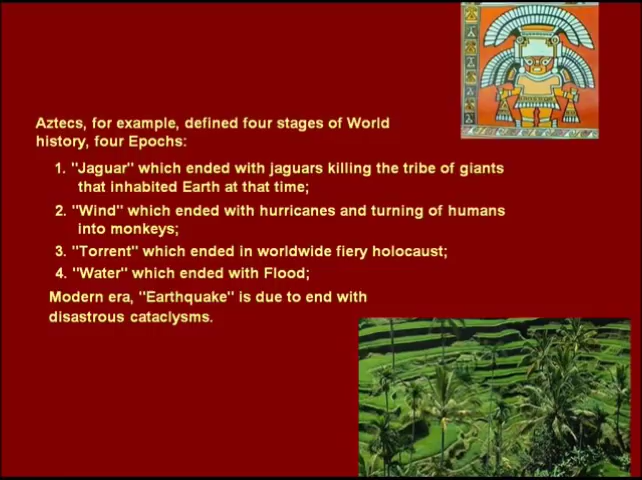 Aztecs, for example, defined four stages of World
history, four Epochs:
1. "Jaguar" which ended with jaguars killing the tribe of giants
that inhabited Earth at that time;
2. "Wind" which ended with hurricanes and turning of humans
into monkeys;
3. "Torrent" which ended in worldwide fiery holocaust;
4. "Water" which ended with Flood;
Modern era, "Earthquake" is due to end with
disastrous cataclysms.